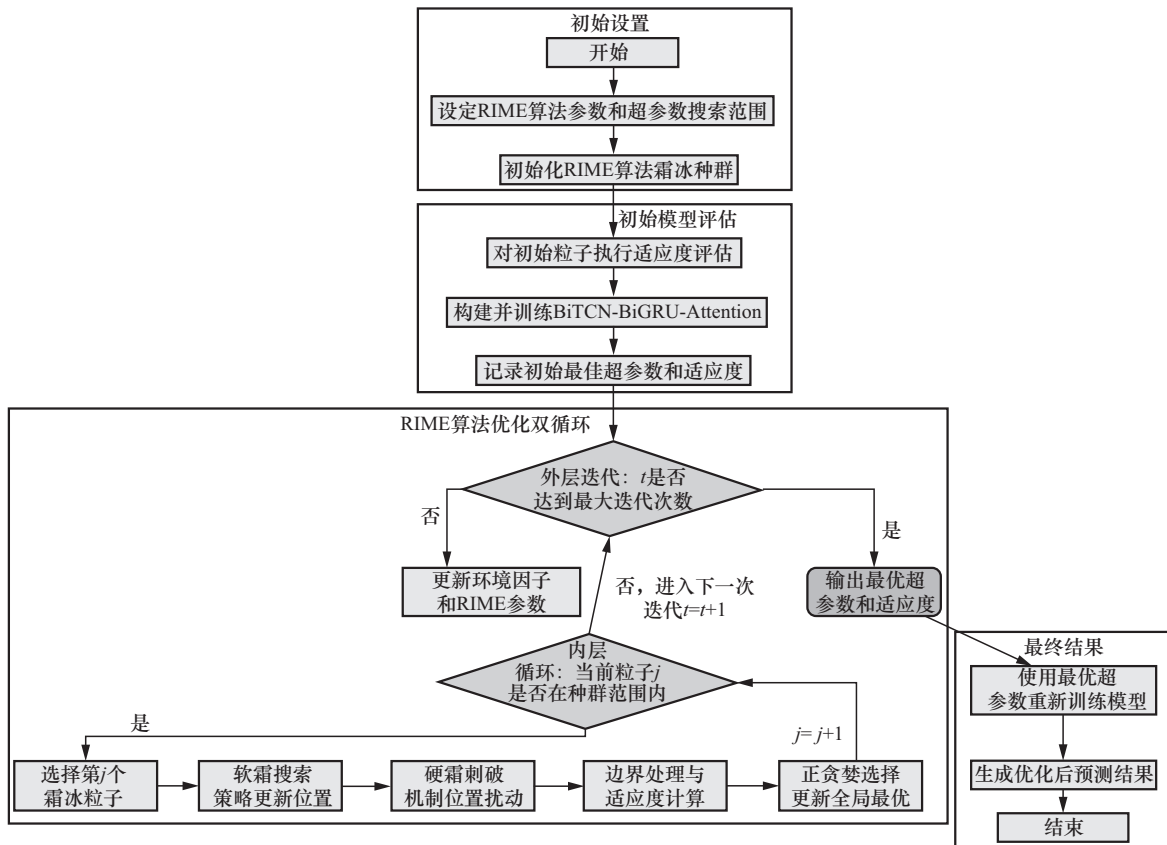 初始设置
开始
设定RIME算法参数和超参数搜索范围
初始化RIME算法霜冰种群
初始模型评估
对初始粒子执行适应度评估
构建并训练BiTCN-BiGRU-Attention
记录初始最佳超参数和适应度
RIME算法优化双循环
外层迭代：t是否
达到最大迭代次数
否
是
更新环境因子
和RIME参数
否，进入下一次
迭代t=t+1
输出最优超
参数和适应度
内层
循环：当前粒子j
是否在种群范围内
是
j=j+1
选择第j个
霜冰粒子
软霜搜索
策略更新位置
硬霜刺破
机制位置扰动
边界处理与
适应度计算
正贪婪选择
更新全局最优
最终结果
使用最优超
参数重新训练模型
生成优化后预测结果
结束